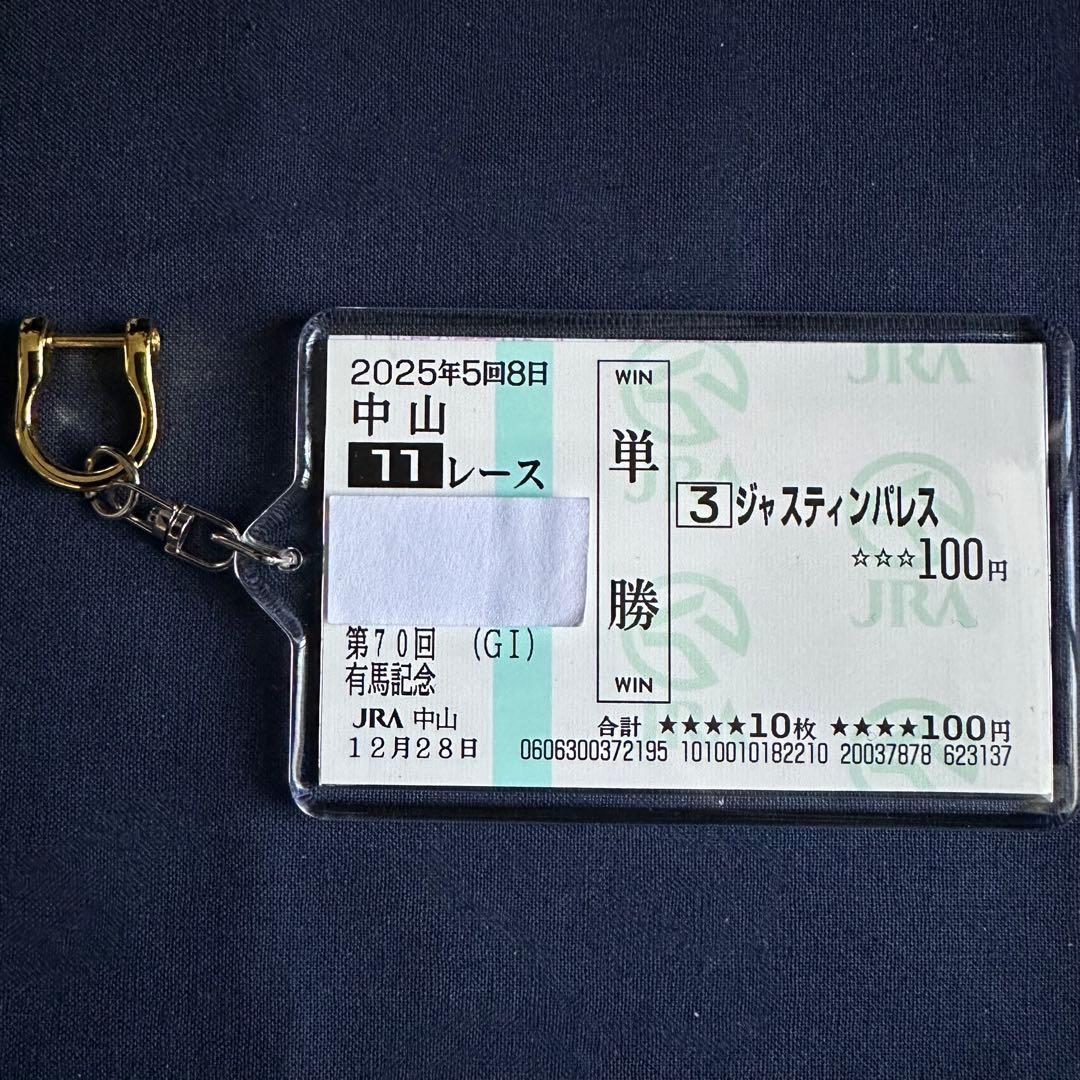 2025年5回8日
中山
11レース
第70回 (GI)
有馬記念
JRA 中山
12月28日
WIN
単勝
WIN
3 ジャスティンパレス
☆☆☆100円
合計 ★★★★10枚 ★★★★100円
0606300372195 1010010182210 20037878 623137
JRA
JRA
JRA